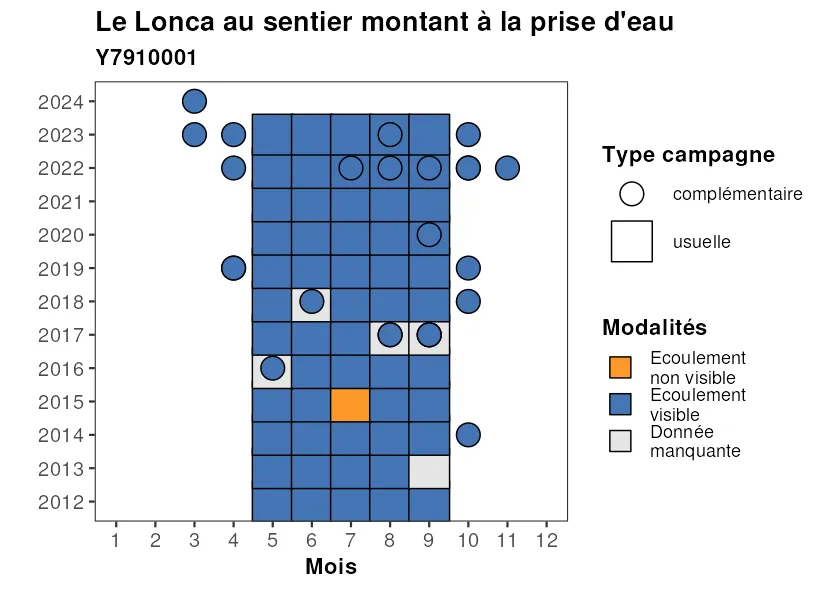 Le Lonca au sentier montant à la prise d'eau
Y7910001
2024
2023
2022
2021
2020
2019
2018
2017
2016
2015
2014
2013
2012
1 2 3 4 5 6 7 8 9 10 11 12
Mois
Type campagne
complémentaire
usuelle
Modalités
Ecoulement
non visible
Ecoulement
visible
Donnée
manquante